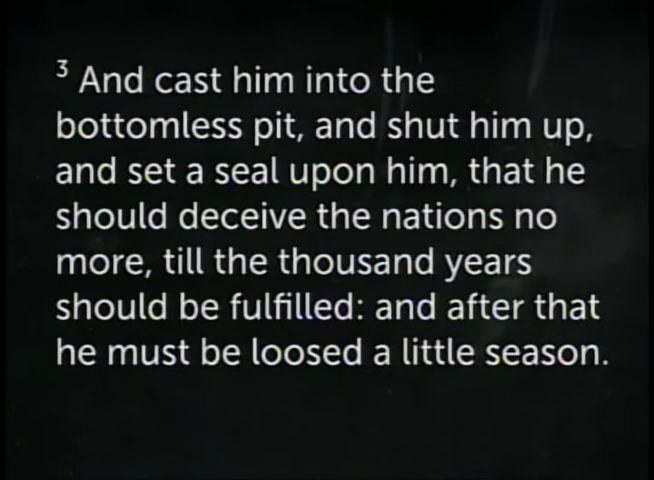 ³ And cast him into the
bottomless pit, and shut him up,
and set a seal upon him, that he
should deceive the nations no
more, till the thousand years
should be fulfilled: and after that
he must be loosed a little season.